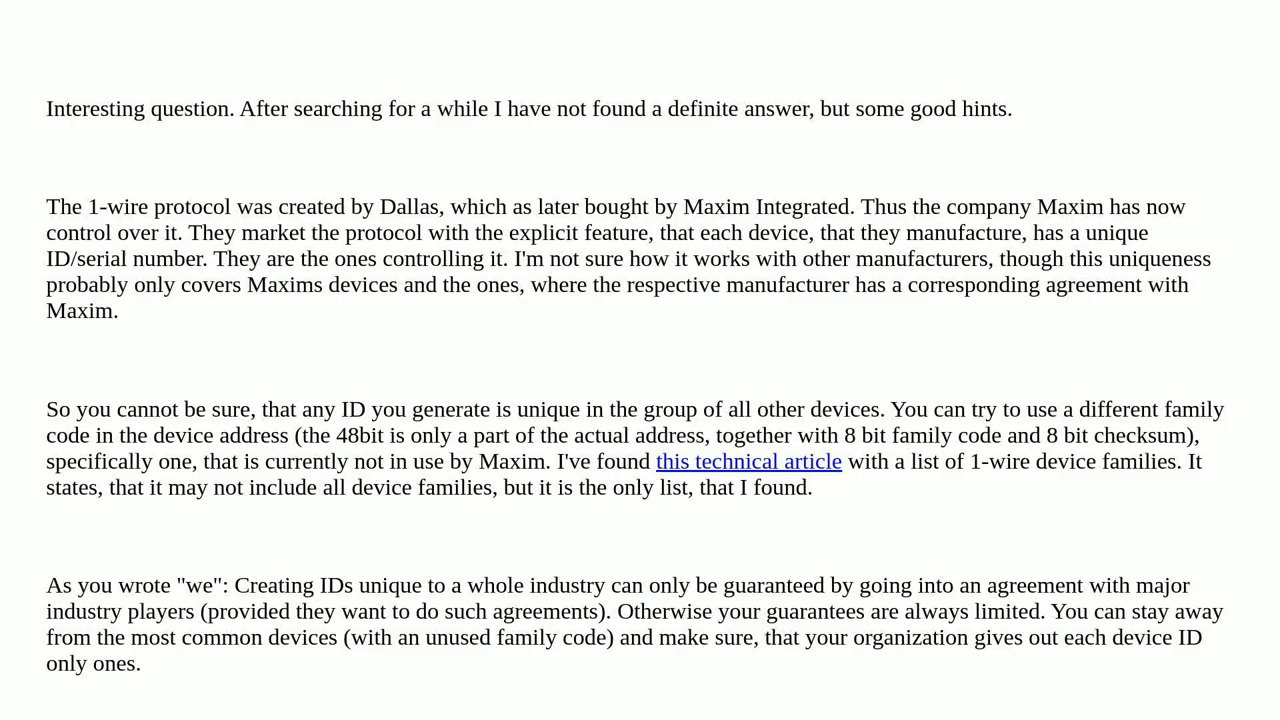 Interesting question. After searching for a while I have not found a definite answer, but some good hints.
The 1-wire protocol was created by Dallas, which as later bought by Maxim Integrated. Thus the company Maxim has now
control over it. They market the protocol with the explicit feature, that each device, that they manufacture, has a unique
ID/serial number. They are the ones controlling it. I'm not sure how it works with other manufacturers, though this uniqueness
probably only covers Maxims devices and the ones, where the respective manufacturer has a corresponding agreement with
Maxim.
So you cannot be sure, that any ID you generate is unique in the group of all other devices. You can try to use a different family
code in the device address (the 48bit is only a part of the actual address, together with 8 bit family code and 8 bit checksum),
specifically one, that is currently not in use by Maxim. I've found this technical article with a list of 1-wire device families. It
states, that it may not include all device families, but it is the only list, that I found.
As you wrote "we": Creating IDs unique to a whole industry can only be guaranteed by going into an agreement with major
industry players (provided they want to do such agreements). Otherwise your guarantees are always limited. You can stay away
from the most common devices (with an unused family code) and make sure, that your organization gives out each device ID
only ones.